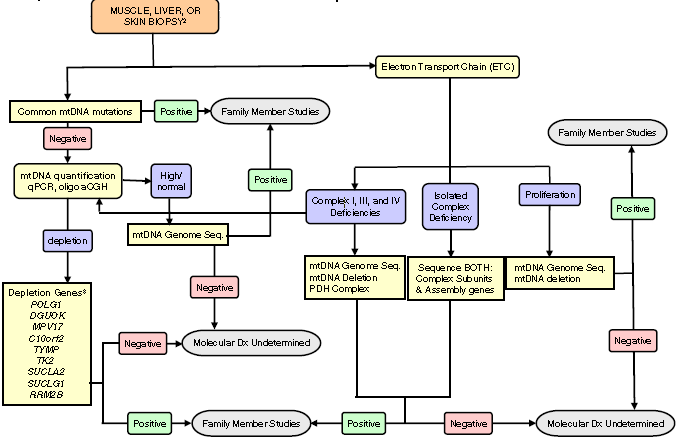 MUSCLE, LIVER, OR
SKIN BIOPSY²
Electron Transport Chain (ETC)
Common mtDNA mutations
Positive
Family Member Studies
Negative
mtDNA quantification
qPCR, oligo aCGH
High/
normal
Positive
Family Member Studies
Positive
Complex I, III, and IV
Deficiencies
Isolated
Complex
Deficiency
Proliferation
depletion
mtDNA Genome Seq.
Negative
mtDNA Genome Seq.
mtDNA Deletion
PDH Complex
Sequence BOTH:
Complex Subunits
& Assembly genes
mtDNA Genome Seq.
mtDNA deletion
Depletion Genes³
POLG1
DGUOK
MPV17
C10orf2
TYMP
TK2
SUCLA2
SUCLG1
RRM2B
Negative
Molecular Dx Undetermined
Negative
Positive
Family Member Studies
Positive
Negative
Molecular Dx Undetermined